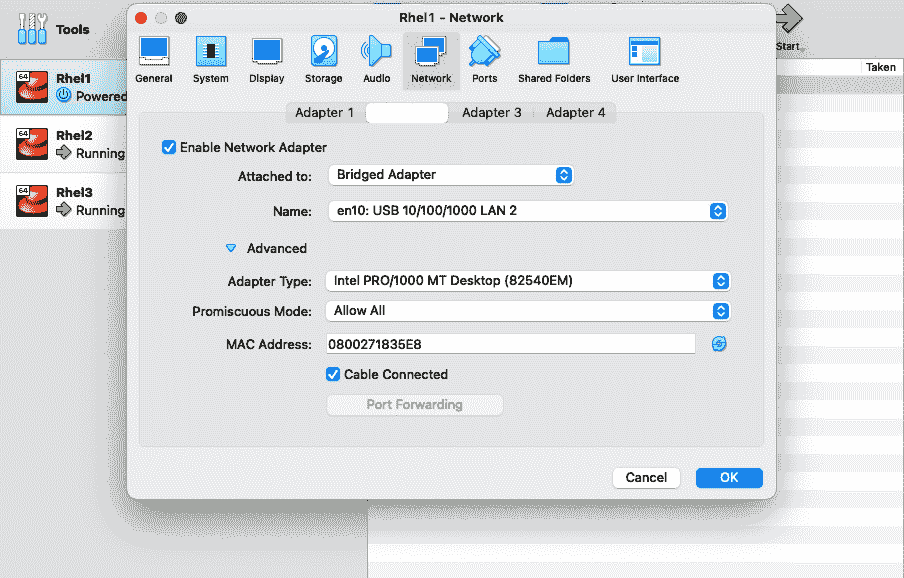 Rhel1 - Network
Tools
General
System
Display
Storage
Audio
Network
Ports
Shared Folders
User Interface
Start
Taken
64
Rhel1
Powered
64
Rhel2
Running
64
Rhel3
Running
Adapter 1
Adapter 3
Adapter 4
Enable Network Adapter
Attached to: Bridged Adapter
Name: en10: USB 10/100/1000 LAN 2
Advanced
Adapter Type: Intel PRO/1000 MT Desktop (82540EM)
Promiscuous Mode: Allow All
MAC Address: 0800271835E8
Cable Connected
Port Forwarding
Cancel
OK